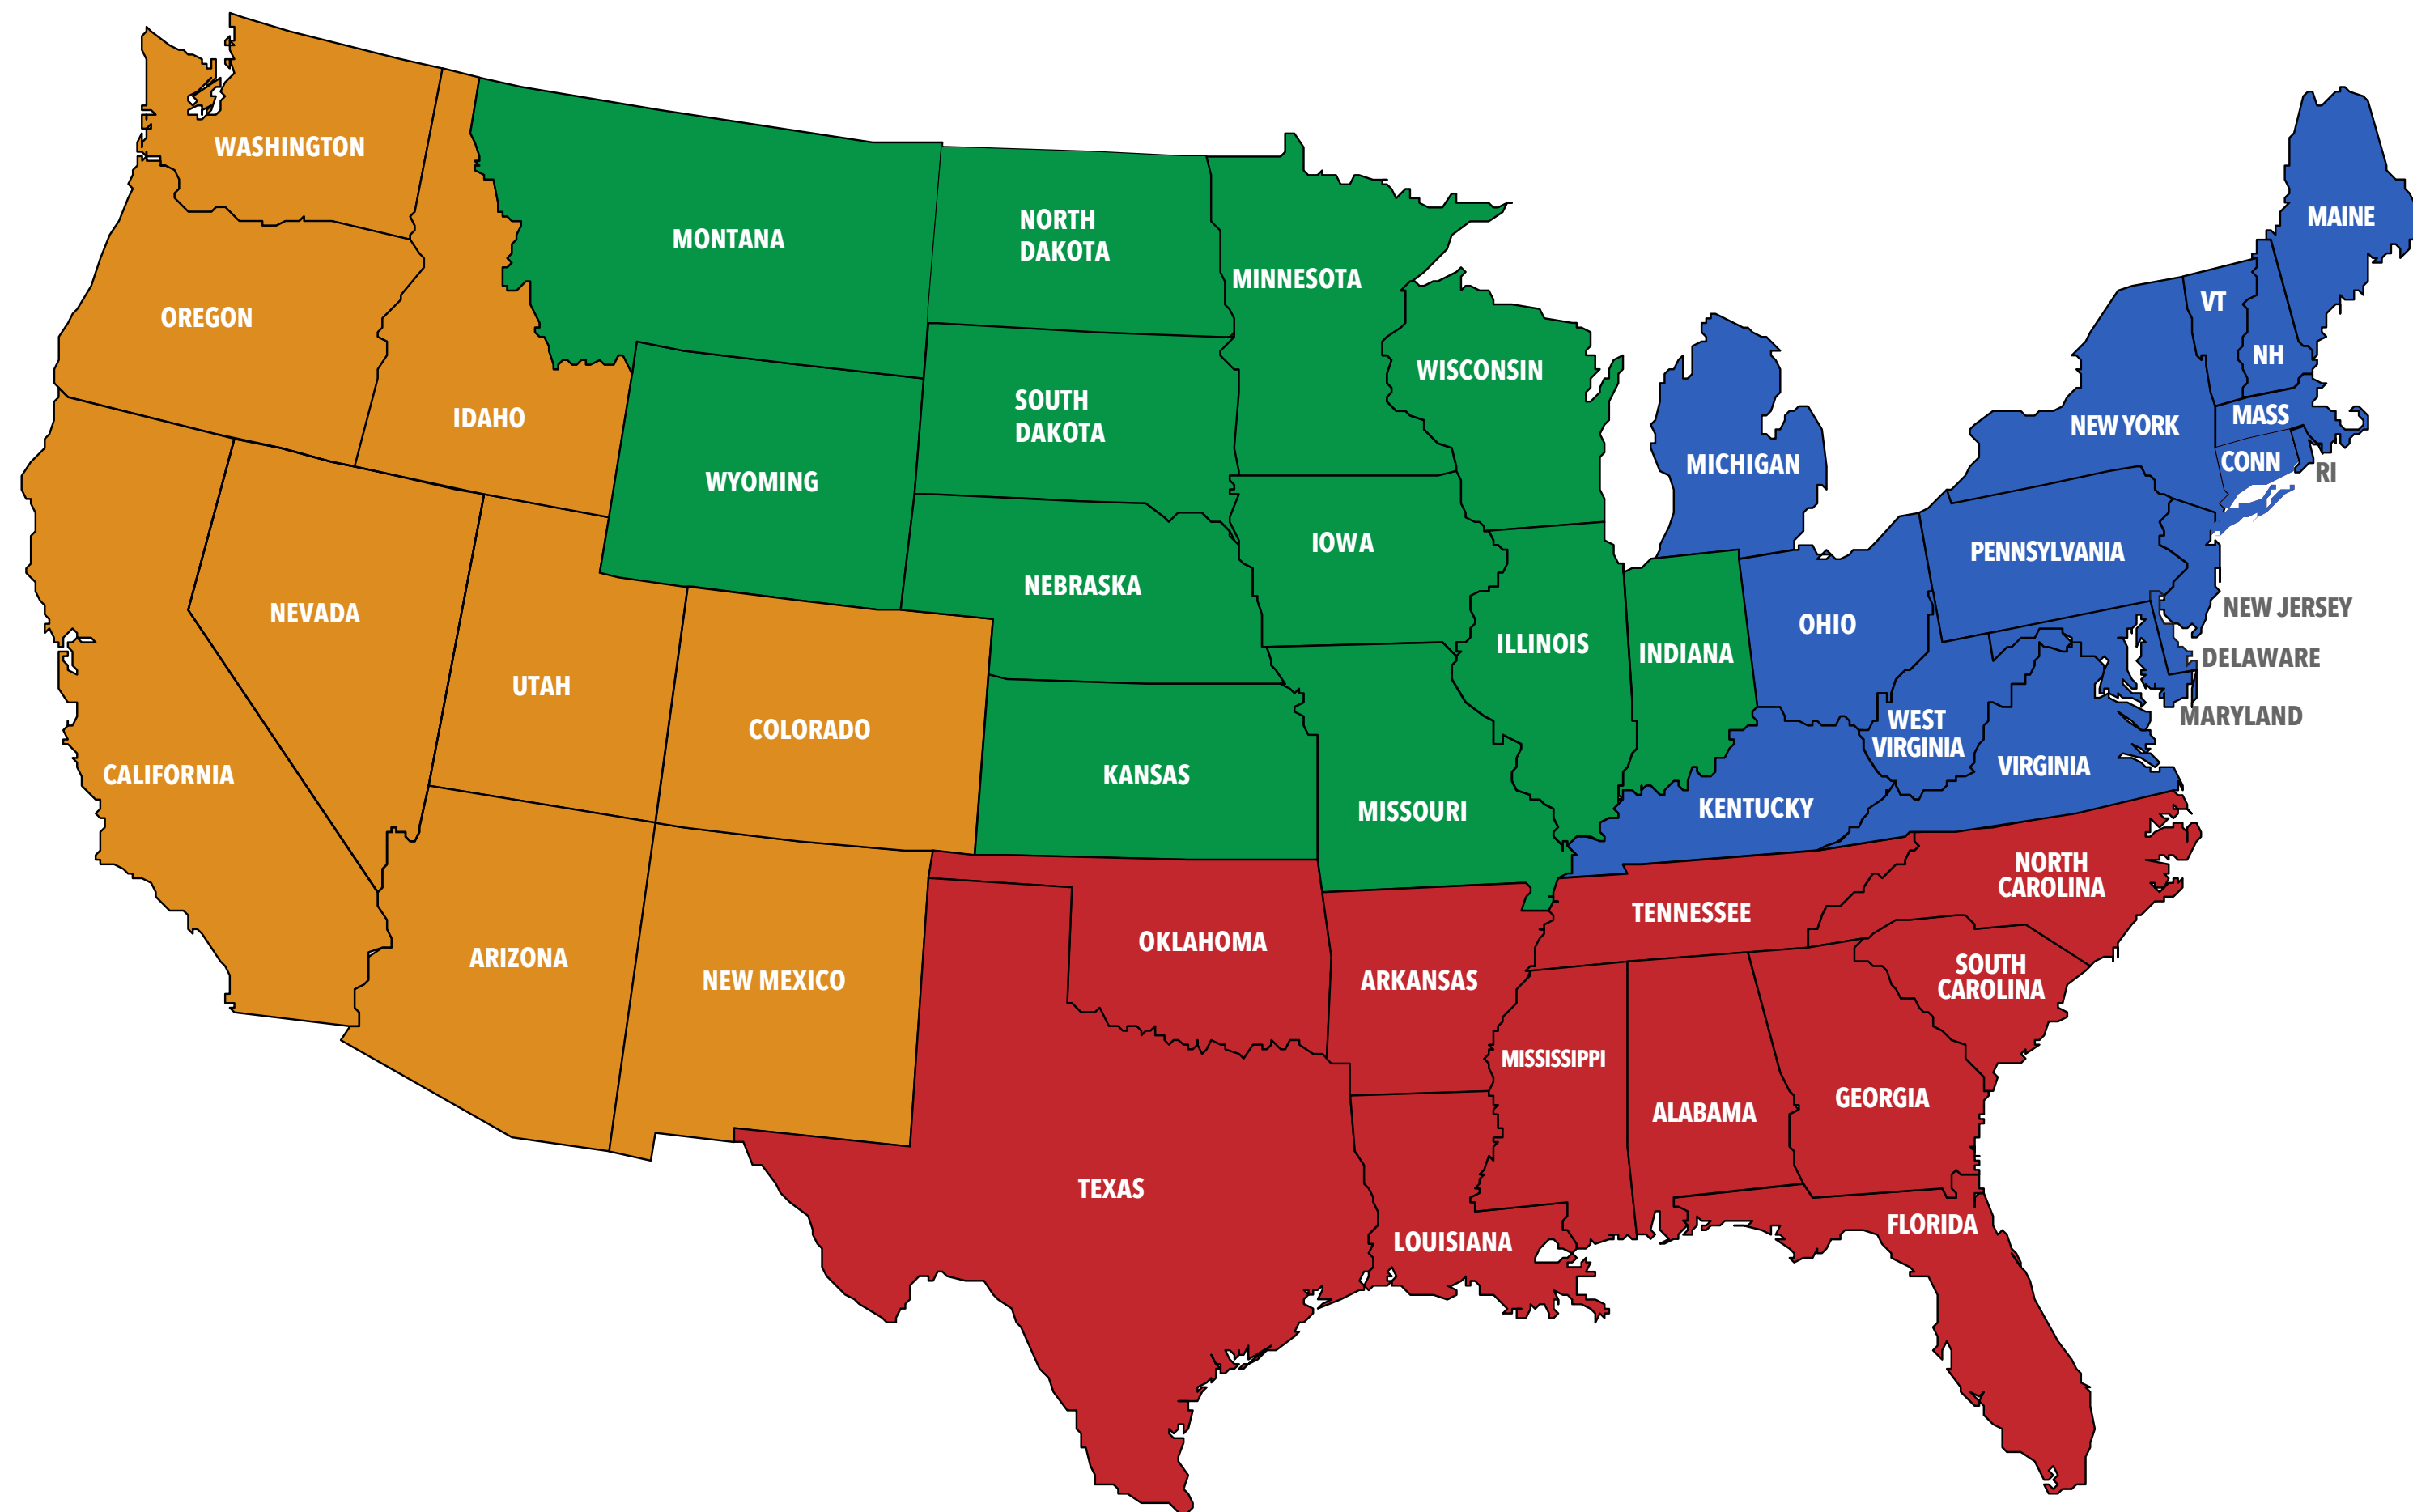 WASHINGTON
MONTANA
NORTH
DAKOTA
MINNESOTA
MAINE
OREGON
VT
NH
WISCONSIN
IDAHO
SOUTH
DAKOTA
MICHIGAN
NEW YORK
MASS
CONN
RI
WYOMING
IOWA
PENNSYLVANIA
NEBRASKA
NEW JERSEY
NEVADA
OHIO
ILLINOIS
INDIANA
DELAWARE
UTAH
COLORADO
WEST
VIRGINIA
MARYLAND
CALIFORNIA
KANSAS
VIRGINIA
MISSOURI
KENTUCKY
NORTH
CAROLINA
TENNESSEE
OKLAHOMA
ARIZONA
NEW MEXICO
ARKANSAS
SOUTH
CAROLINA
MISSISSIPPI
GEORGIA
ALABAMA
TEXAS
FLORIDA
LOUISIANA